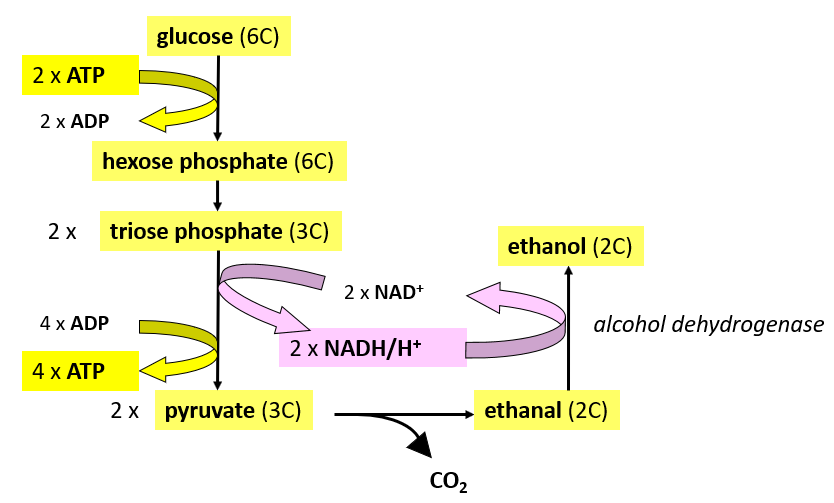 glucose (6C)
2 x ATP
2 x ADP
hexose phosphate (6C)
2 x triose phosphate (3C)
ethanol (2C)
2 x NAD⁺
4 x ADP
alcohol dehydrogenase
2 x NADH/H⁺
4 x ATP
2 x pyruvate (3C)
ethanal (2C)
CO₂